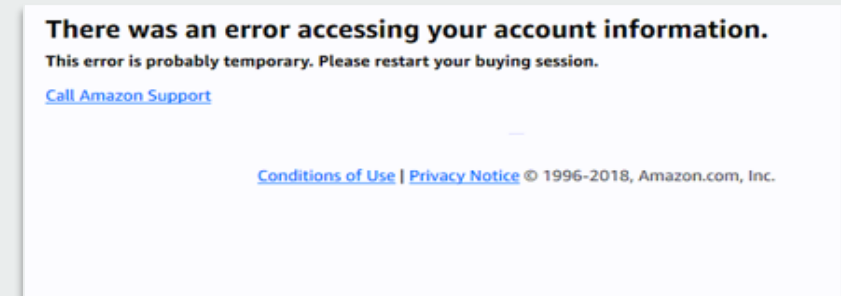 There was an error accessing your account information.
This error is probably temporary. Please restart your buying session.
Call Amazon Support
Conditions of Use | Privacy Notice © 1996-2018, Amazon.com, Inc.